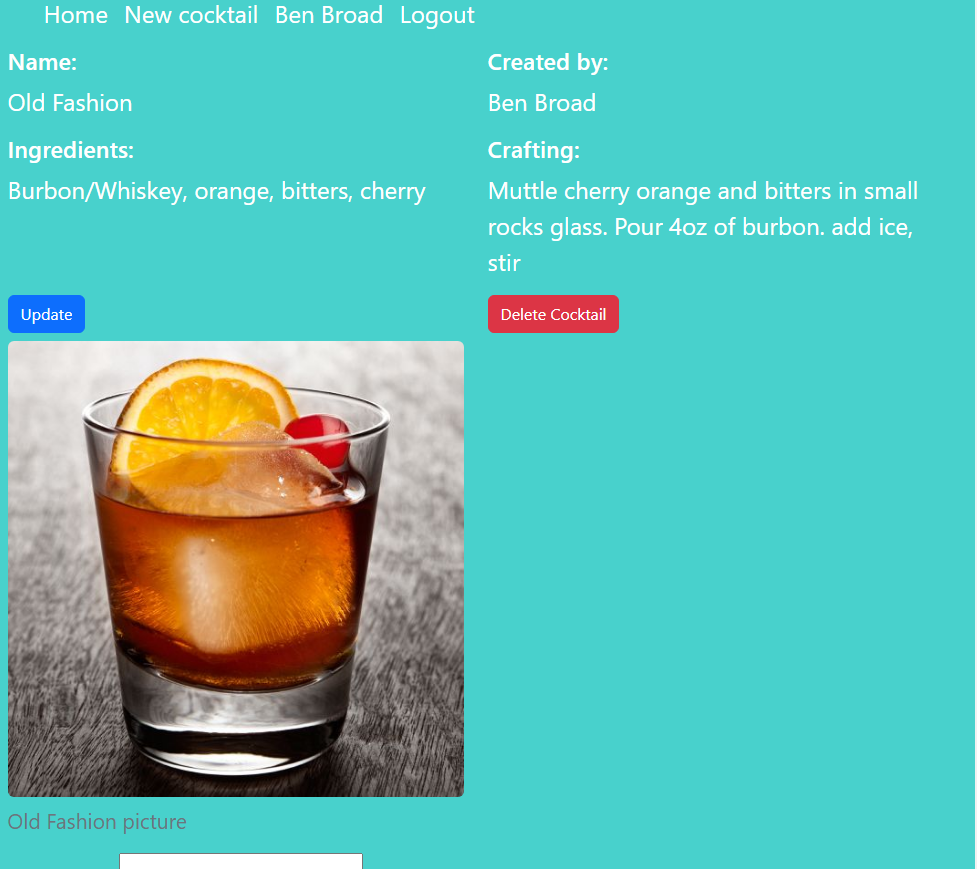 Home New cocktail Ben Broad Logout
Name:
Old Fashion
Created by:
Ben Broad
Ingredients:
Burbon/Whiskey, orange, bitters, cherry
Crafting:
Muttle cherry orange and bitters in small
rocks glass. Pour 4oz of burbon. add ice,
stir
Update
Delete Cocktail
Old Fashion picture